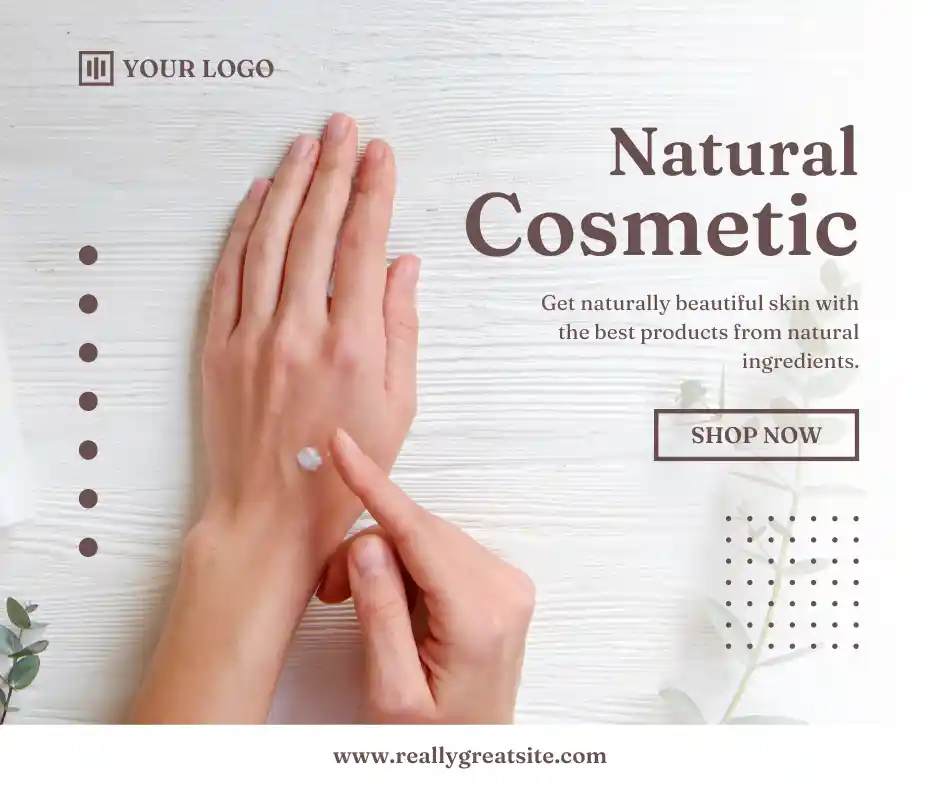 YOUR LOGO
Natural
Cosmetic
Get naturally beautiful skin with
the best products from natural
ingredients.
SHOP NOW
www.reallygreatsite.com